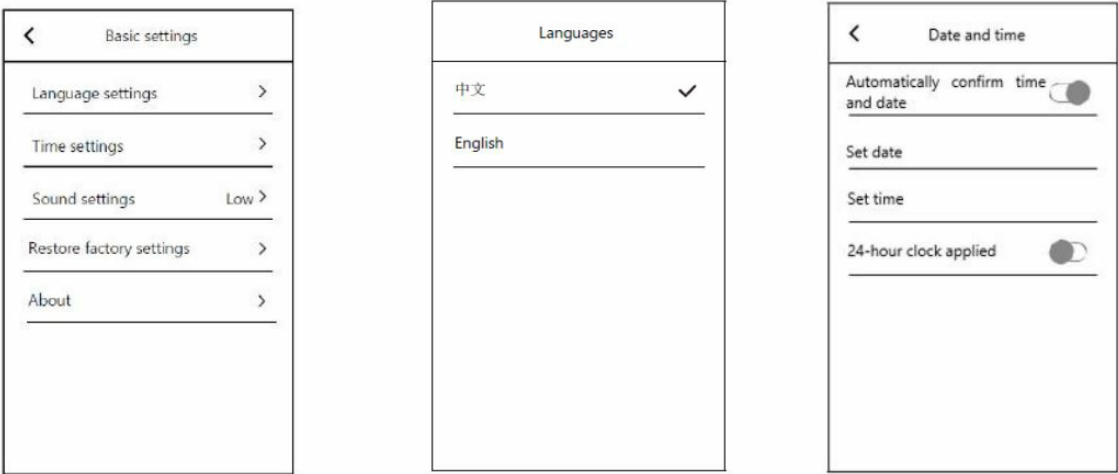 Basic settings
Language settings
Time settings
Sound settings Low
Restore factory settings
About
Languages
中文
English
Date and time
Automatically confirm time
and date
Set date
Set time
24-hour clock applied